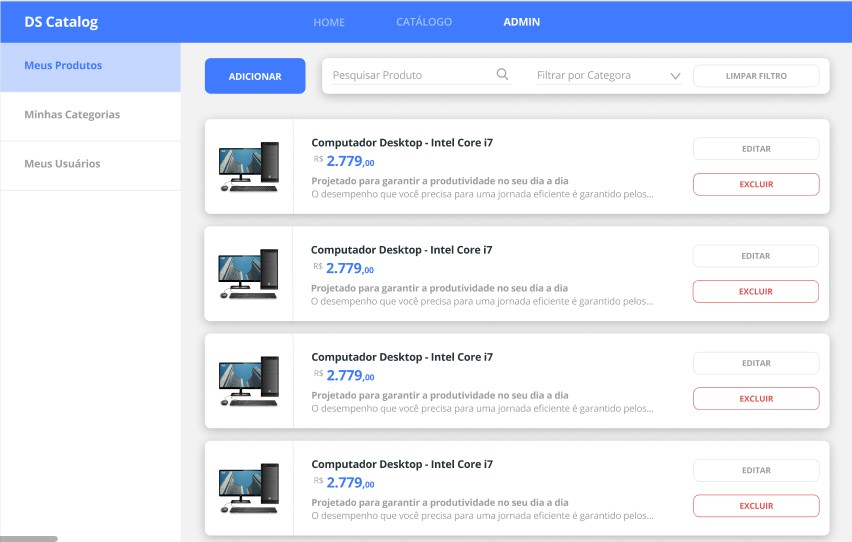 DS Catalog
HOME
CATÁLOGO
ADMIN
Meus Produtos
Minhas Categorias
Meus Usuários
ADICIONAR
Pesquisar Produto
Filtrar por Categora
LIMPAR FILTRO
Computador Desktop - Intel Core i7
R$ 2.779,00
Projetado para garantir a produtividade no seu dia a dia
O desempenho que você precisa para uma jornada eficiente é garantido pelos...
EDITAR
EXCLUIR
Computador Desktop - Intel Core i7
R$ 2.779,00
Projetado para garantir a produtividade no seu dia a dia
O desempenho que você precisa para uma jornada eficiente é garantido pelos...
EDITAR
EXCLUIR
Computador Desktop - Intel Core i7
R$ 2.779,00
Projetado para garantir a produtividade no seu dia a dia
O desempenho que você precisa para uma jornada eficiente é garantido pelos...
EDITAR
EXCLUIR
Computador Desktop - Intel Core i7
R$ 2.779,00
Projetado para garantir a produtividade no seu dia a dia
O desempenho que você precisa para uma jornada eficiente é garantido pelos...
EDITAR
EXCLUIR